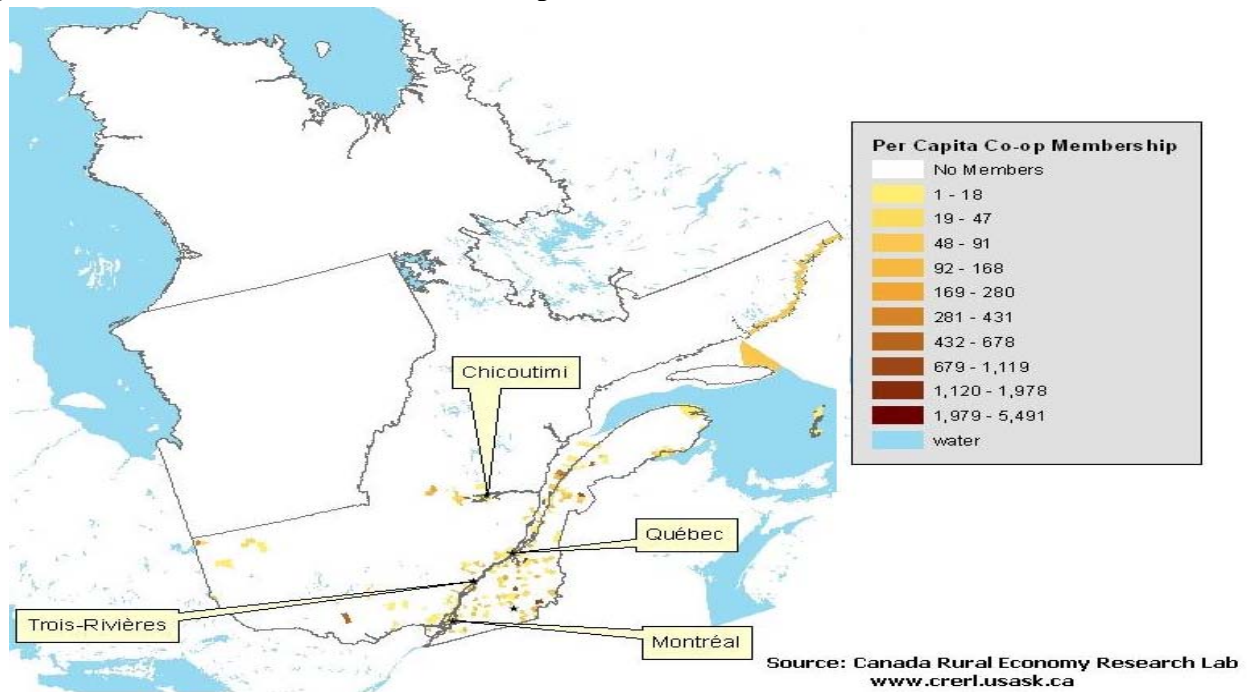 Per Capita Co-op Membership
No Members
1 - 18
19 - 47
48 - 91
92 - 168
169 - 280
281 - 431
432 - 678
679 - 1,119
1,120 - 1,978
1,979 - 5,491
water
Chicoutimi
Québec
Trois-Rivières
Montréal
Source: Canada Rural Economy Research Lab
www.crerl.usask.ca